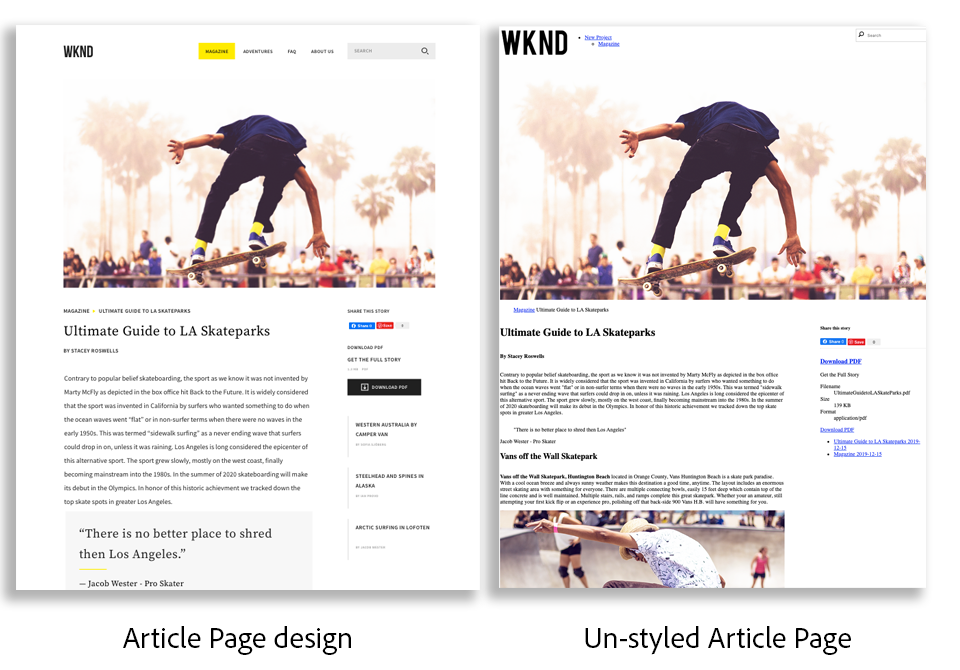 WKND
MAGAZINE
ADVENTURES
FAQ
ABOUT US
SEARCH
MAGAZINE
ULTIMATE GUIDE TO LA SKATEPARKS
Ultimate Guide to LA Skateparks
BY STACEY ROSWELLS
Contrary to popular belief skateboarding, the sport as we know it was not invented by
Marty McFly as depicted in the box office hit Back to the Future. It is widely considered
that the sport was invented in California by surfers who wanted something to do when
the ocean waves went “flat” or in non-surfer terms when there were no waves in the
early 1950s. This was termed “sidewalk surfing” as a never ending wave that surfers
could drop in on, unless it was raining. Los Angeles is long considered the epicenter of
this alternative sport. The sport grew slowly, mostly on the west coast, finally
becoming mainstream into the 1980s. In the summer of 2020 skateboarding will make
its debut in the Olympics. In honor of this historic achievment we tracked down the
top skate spots in greater Los Angeles.
“There is no better place to shred
then Los Angeles.”
— Jacob Wester - Pro Skater
SHARE THIS STORY
Share 0
Save
0
DOWNLOAD PDF
GET THE FULL STORY
DOWNLOAD PDF
WESTERN AUSTRALIA BY
CAMPER VAN
STEELHEAD AND SPINES IN
ALASKA
ARCTIC SURFING IN LOFOTEN
WKND
New Project
Magazine
Search
Magazine Ultimate Guide to LA Skateparks
Ultimate Guide to LA Skateparks
By Stacey Roswells
Contrary to popular belief skateboarding, the sport as we know it was not invented by Marty McFly as depicted in the box office
hit Back to the Future. It is widely considered that the sport was invented in California by surfers who wanted something to do
when the ocean waves went "flat" or in non-surfer terms when there were no waves in the early 1950s. This was termed "sidewalk
surfing" as a never ending wave that surfers could drop in on, unless it was raining. Los Angeles is long considered the epicenter of
this alternative sport. The sport grew slowly, mostly on the west coast, finally becoming mainstream into the 1980s. In the summer
of 2020 skateboarding will make its debut in the Olympics. In honor of this historic achievment we tracked down the top skate
spots in greater Los Angeles.
"There is no better place to shred then Los Angeles"
Jacob Wester - Pro Skater
Vans off the Wall Skatepark
Vans off the Wall Skatepark, Huntington Beach located in Orange County, Vans Huntington Beach is a skate park paradise.
With a cool ocean breeze and always sunny weather makes this destination a good time, anytime. The layout includes an enormous
street skating area with something for everyone. There are multiple connecting bowls, easily 15 feet deep which contains top of the
line concrete and is well maintained. Multiple stairs, rails, and ramps complete this great skatepark. Whether your an amateur, still
attempting your first kick flip or an experience pro, polishing off that back-side 900 Vans H.B. will have something for you.
Share this story
Share 0
Save
0
Download PDF
Get the Full Story
Filename
UltimateGuidetoLASkateParks.pdf
Size
139 KB
Format
application/pdf
Download PDF
Ultimate Guide to LA Skateparks 2019-
12-15
Magazine 2019-12-15
Article Page design
Un-styled Article Page